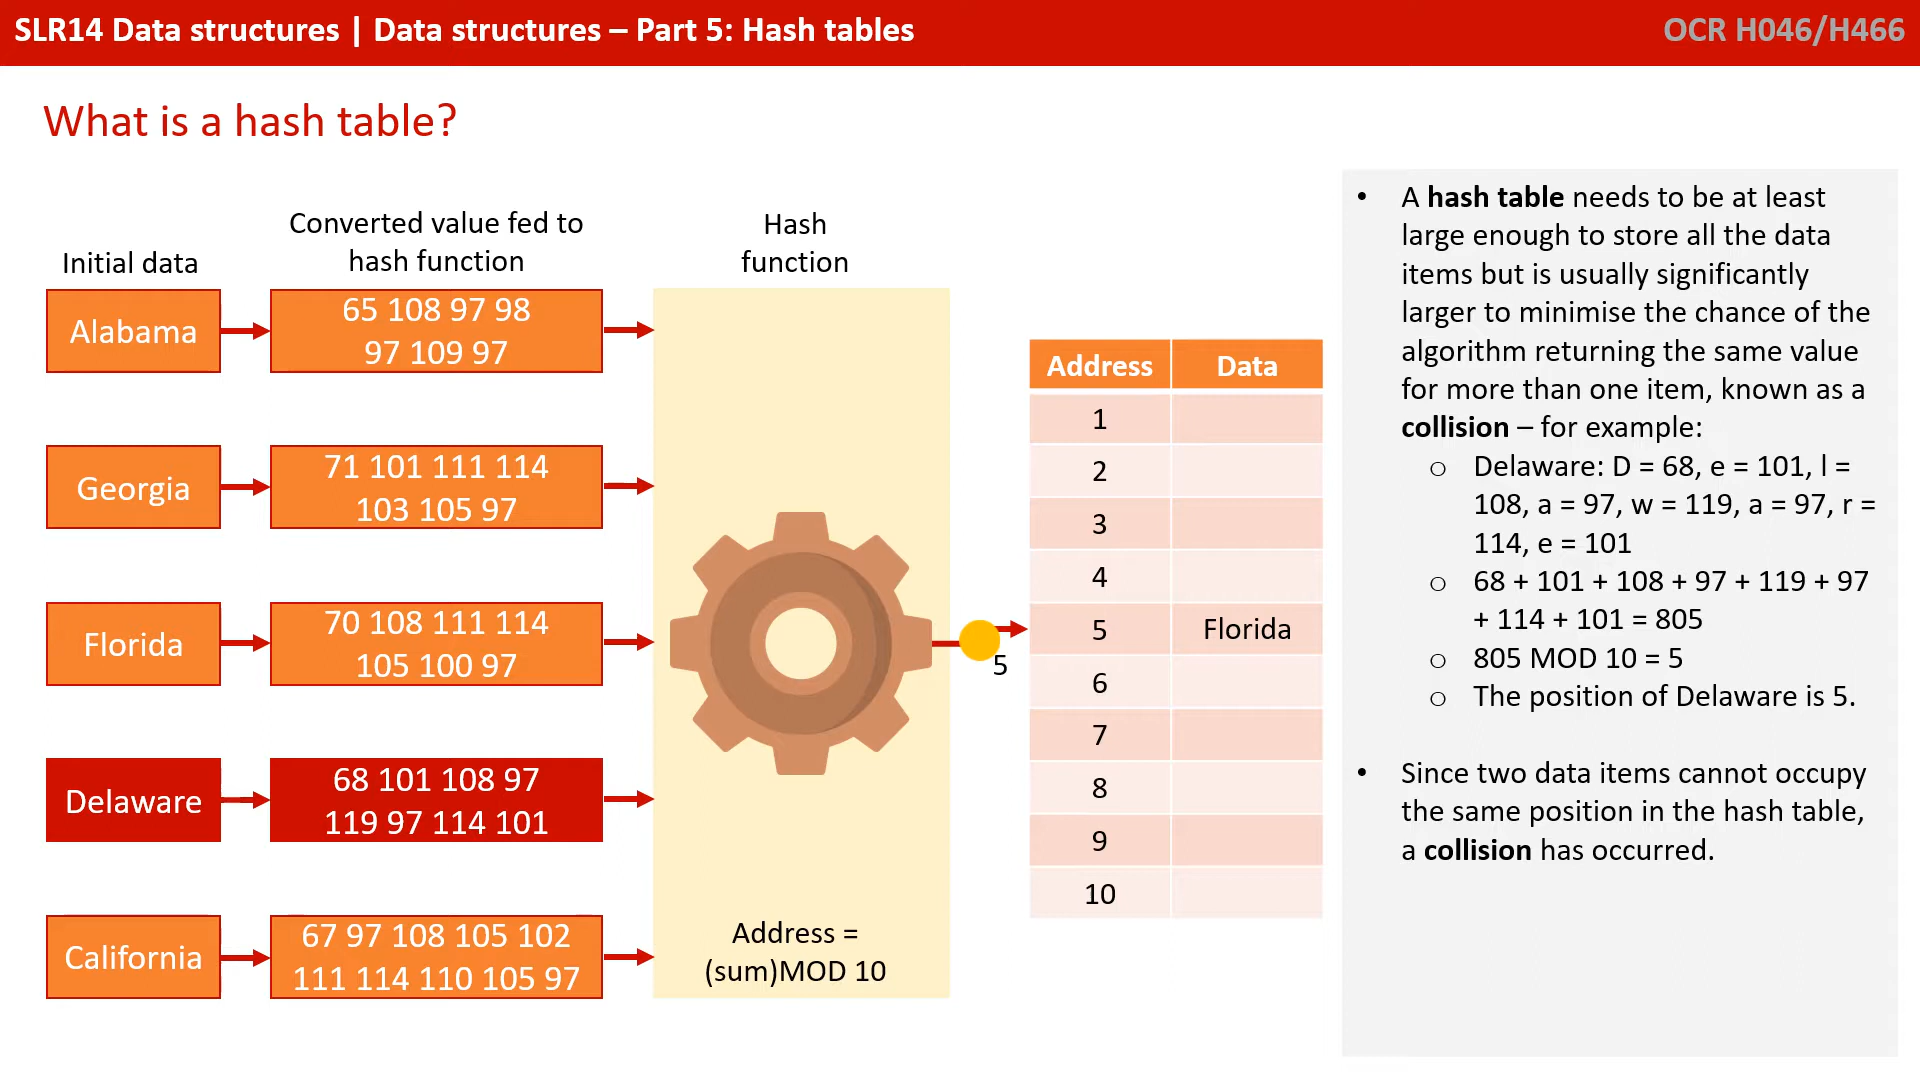 SLR14 Data structures | Data structures – Part 5: Hash tables
OCR H046/H466
What is a hash table?
Initial data
Converted value fed to
hash function
Hash
function
Alabama
65 108 97 98
97 109 97
Georgia
71 101 111 114
103 105 97
Florida
70 108 111 114
105 100 97
Delaware
68 101 108 97
119 97 114 101
California
67 97 108 105 102
111 114 110 105 97
Address =
(sum)MOD 10
5
Address Data
1
2
3
4
5 Florida
6
7
8
9
10
• A hash table needs to be at least
large enough to store all the data
items but is usually significantly
larger to minimise the chance of the
algorithm returning the same value
for more than one item, known as a
collision – for example:
o Delaware: D = 68, e = 101, l =
108, a = 97, w = 119, a = 97, r =
114, e = 101
o 68 + 101 + 108 + 97 + 119 + 97
+ 114 + 101 = 805
o 805 MOD 10 = 5
o The position of Delaware is 5.
• Since two data items cannot occupy
the same position in the hash table,
a collision has occurred.